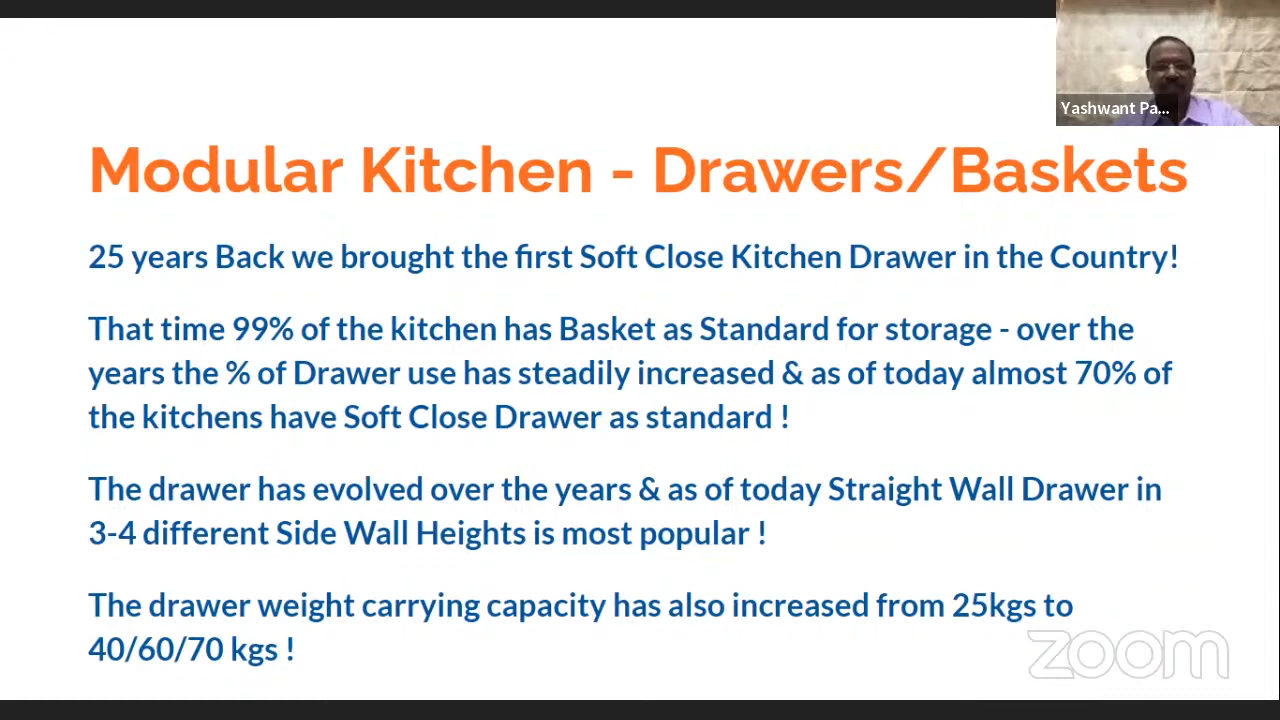 Yashwant Pa...
Modular Kitchen - Drawers/Baskets
25 years Back we brought the first Soft Close Kitchen Drawer in the Country!
That time 99% of the kitchen has Basket as Standard for storage - over the
years the % of Drawer use has steadily increased & as of today almost 70% of
the kitchens have Soft Close Drawer as standard !
The drawer has evolved over the years & as of today Straight Wall Drawer in
3-4 different Side Wall Heights is most popular !
The drawer weight carrying capacity has also increased from 25kgs to
40/60/70 kgs !
zoom